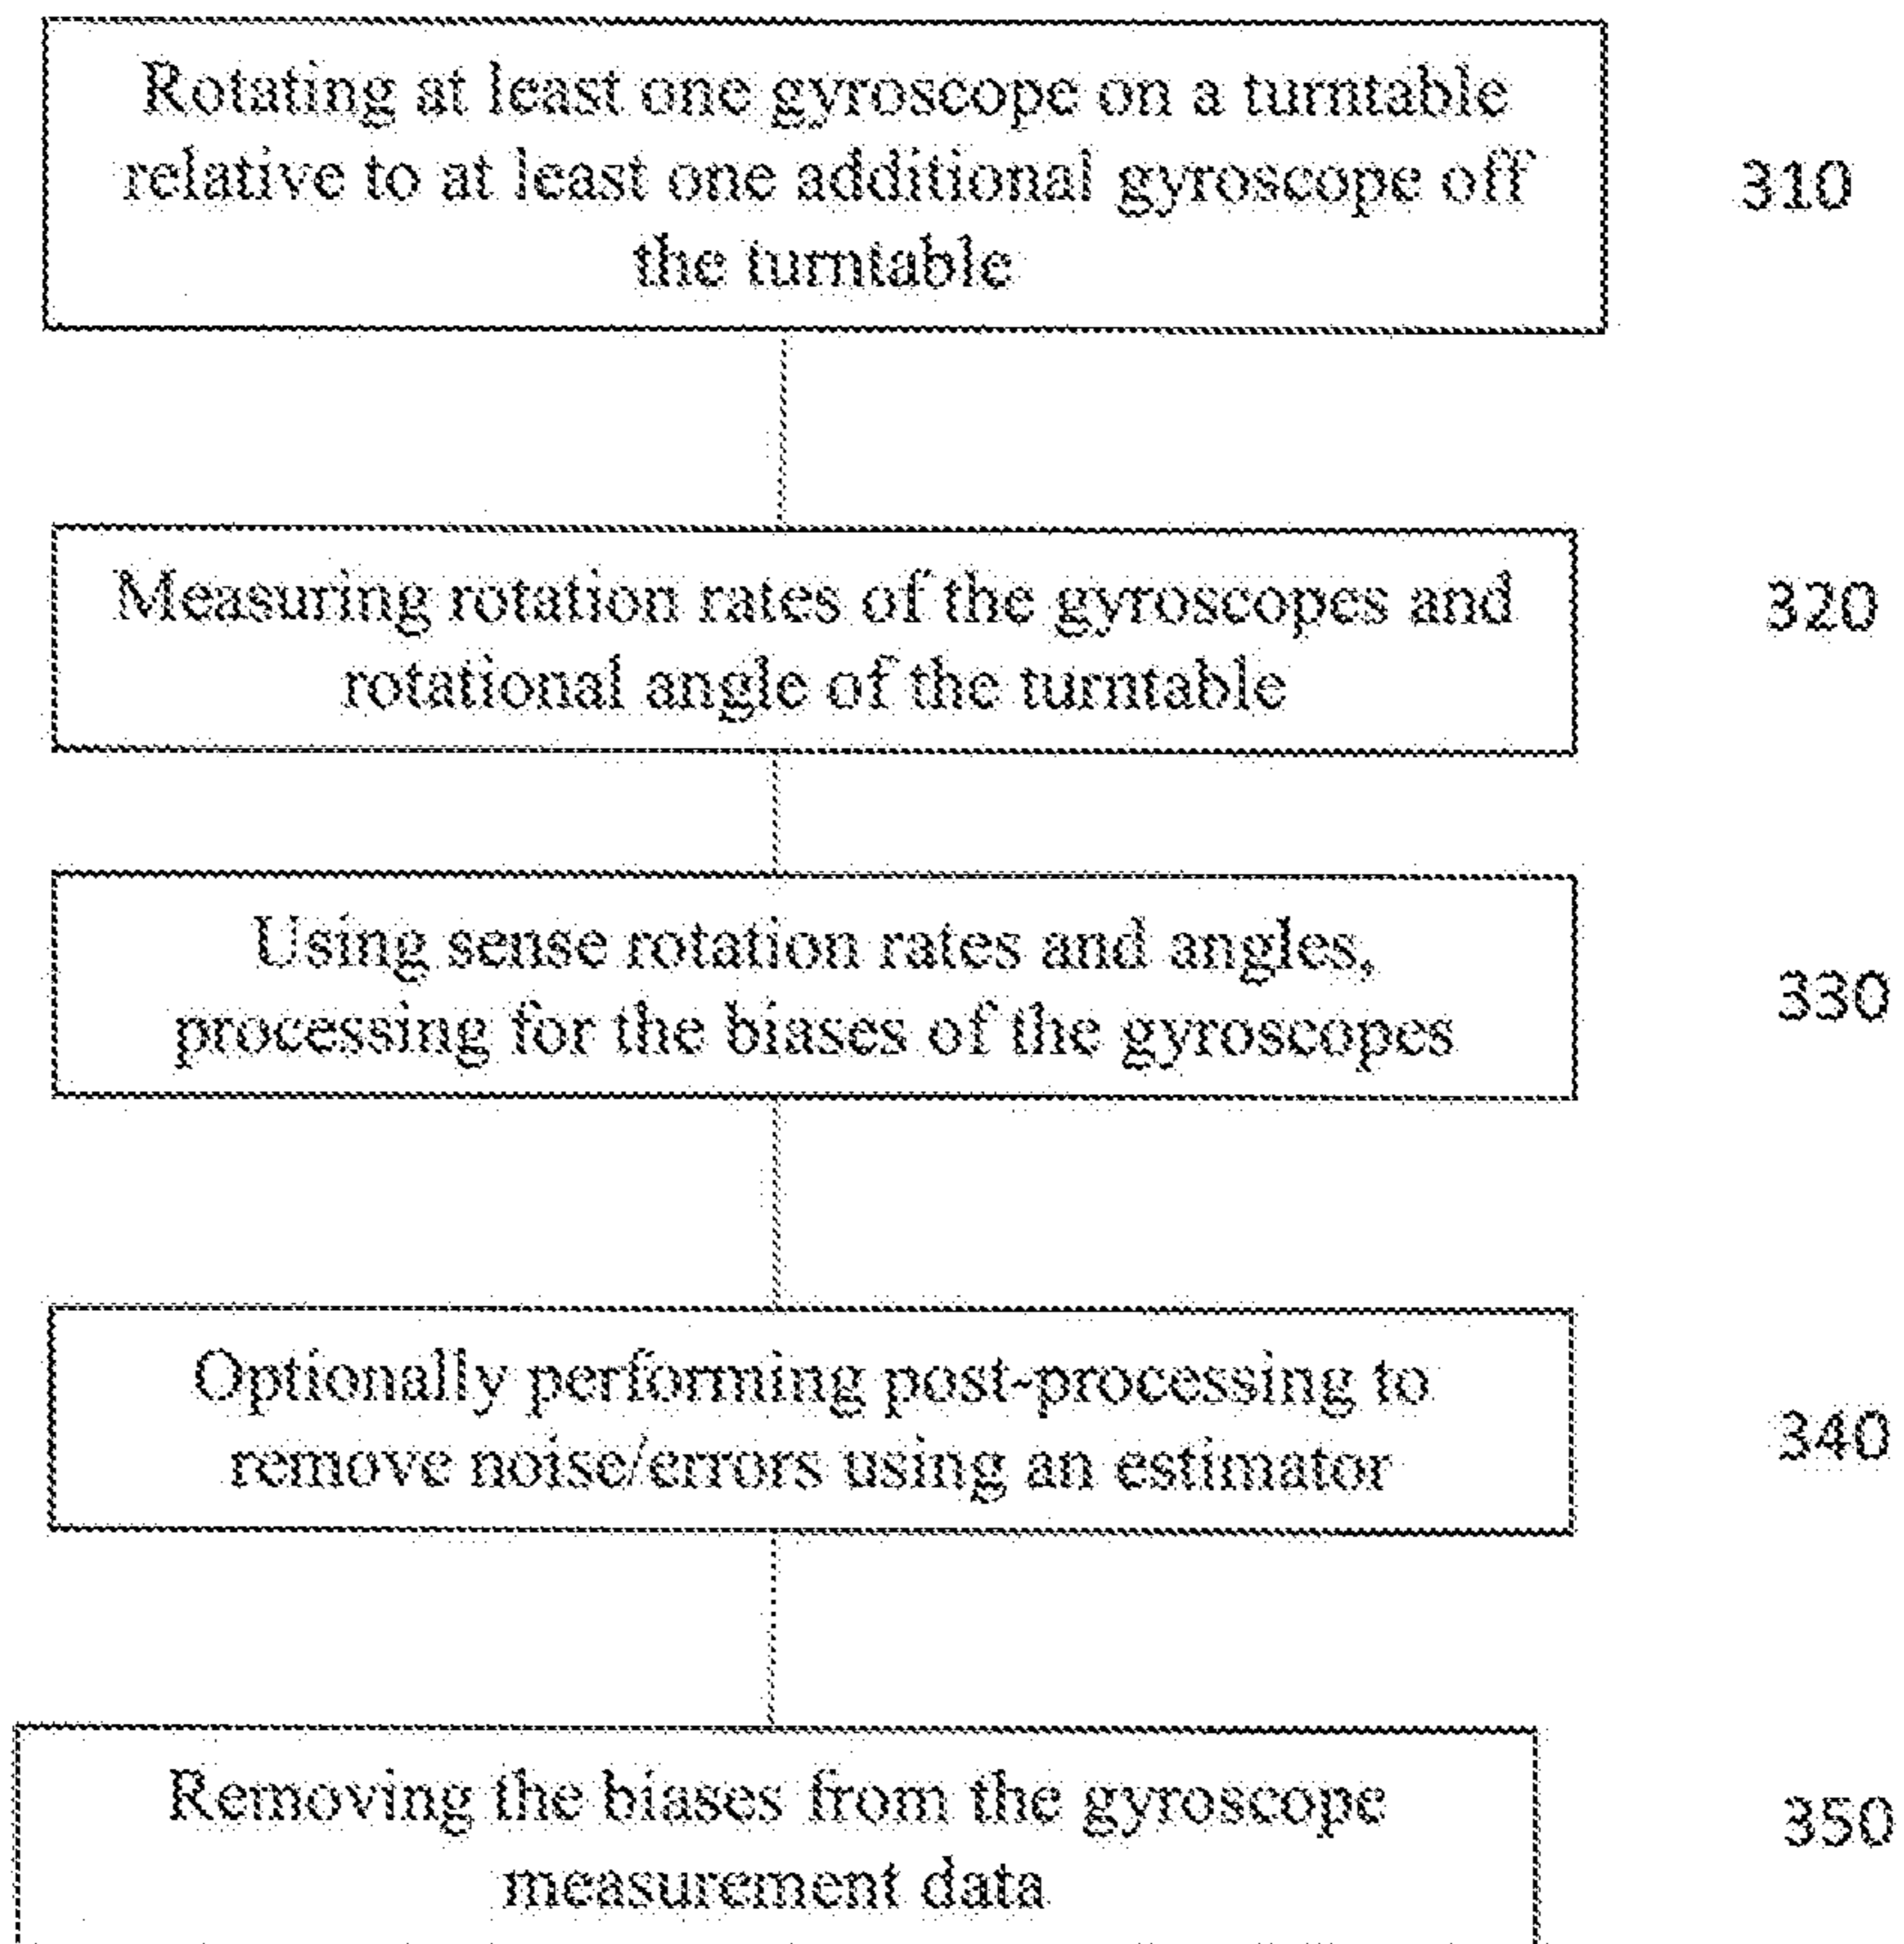 Rotating at least one gyroscope on a turntable
relative to at least one additional gyroscope off
the turntable
310
Measuring rotation rates of the gyroscopes and
rotational angle of the turntable
320
Using sense rotation rates and angles,
processing for the biases of the gyroscopes
330
Optionally performing post-processing to
remove noise/errors using an estimator
340
Removing the biases from the gyroscope
measurement data
350